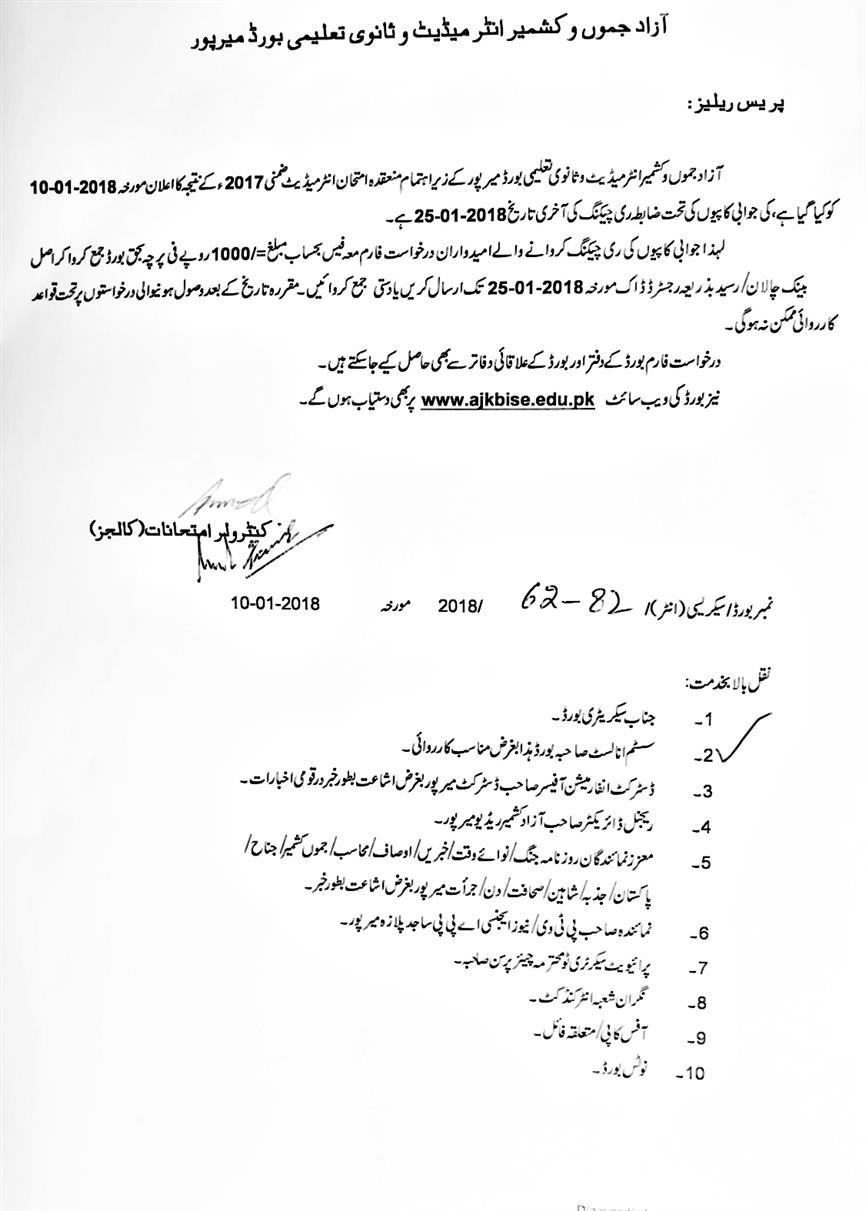 آزاد جموں و کشمیر انٹر میڈیٹ و ثانوی تعلیمی بورڈ میرپور
پریس ریلیز:
آزاد جموں و کشمیر انٹرمیڈیٹ و ثانوی تعلیمی بورڈ میرپور کے زیر اہتمام منعقدہ امتحان انٹرمیڈیٹ ضمنی 2017ء کے نتیجہ کا اعلان مورخہ 10-01-2018
کو کیا گیا ہے، کی جوابی کاپیوں کی تحت ضابطہ ری چیکنگ کی آخری تاریخ 25-01-2018 ہے۔
لہذا جوابی کاپیوں کی ری چیکنگ کروانے والے امیدواران درخواست فارم معہ فیس بحساب مبلغ =/1000 روپے فی پرچہ بحق بورڈ جمع کروا کر اصل
بینک چالان/رسید بذریعہ رجسٹرڈ ڈاک مورخہ 25-01-2018 تک ارسال کریں یا دستی جمع کروائیں۔ مقررہ تاریخ کے بعد وصول ہونیوالی درخواستوں پر تحت قواعد
کارروائی ممکن نہ ہوگی۔
درخواست فارم بورڈ کے دفتر اور بورڈ کے علاقائی دفاتر سے بھی حاصل کیے جاسکتے ہیں۔
نیز بورڈ کی ویب سائٹ www.ajkbise.edu.pk پر بھی دستیاب ہوں گے۔
کنٹرولر امتحانات (کالجز)
نمبر بورڈ/سیکریسی (انٹر)/ 62-82 /2018 مورخہ 10-01-2018
نقل بالا بخدمت:
1۔ جناب سیکریٹری بورڈ۔
2۔ سسٹم انالسٹ صاحبہ بورڈ ہذا بغرض مناسب کارروائی۔
3۔ ڈسٹرکٹ انفارمیشن آفیسر صاحب ڈسٹرکٹ میرپور بغرض اشاعت بطور خبر در قومی اخبارات۔
4۔ ریجنل ڈائریکٹر صاحب آزاد کشمیر ریڈیو میرپور۔
5۔ معزز نمائندگان روزنامہ جنگ/نوائے وقت/خبریں/اوصاف/محاسب/جموں کشمیر/جناح/
پاکستان/جذبہ/شاہین/صحافت/دن/جرأت میرپور بغرض اشاعت بطور خبر۔
6۔ نمائندہ صاحب پی ٹی وی/نیوز ایجنسی اے پی پی ساجد پلازہ میرپور۔
7۔ پرائیویٹ سیکرٹری ٹو محترمہ چیئر پرسن صاحبہ۔
8۔ نگران شعبہ انٹر کنڈکٹ۔
9۔ آفس کاپی/متعلقہ فائل۔
10۔ نوٹس بورڈ۔